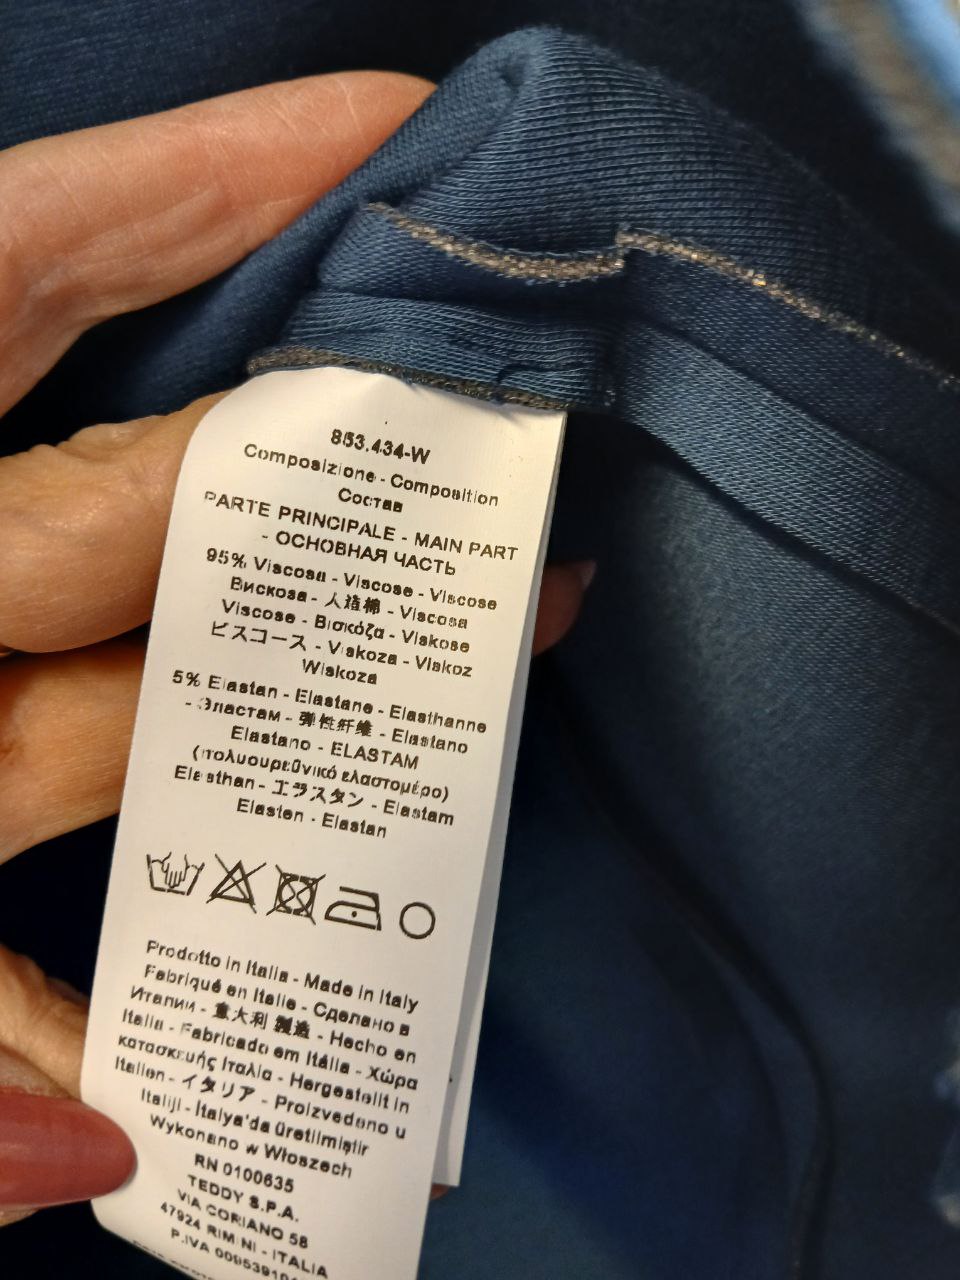 853.434-W
Composizione - Composition
Состав
PARTE PRINCIPALE - MAIN PART
- ОСНОВНАЯ ЧАСТЬ
95% Viscosa - Viscose - Viscose
Вискоза - 人造棉 - Viscosa
Viscose - Βισκόζα - Viskose
ビスコース - Viskoza - Viskoz
Wiskoza
5% Elastan - Elastane - Elasthanne
- Эластам - 弹性纤维 - Elastano
Elastano - ELASTAM
(πολυουρεθνικό ελαστομέρο)
Elasthan - エラスタン - Elastam
Elasten - Elastan
Prodotto in Italia - Made in Italy
Fabriqué en Italie - Сделано в
Италии - 意大利 製造 - Hecho en
Italia - Fabricado em Itália - Χώρα
κατασκευής Ιταλία - Hergestellt in
Italien - イタリア - Proizvedeno u
Italiji - İtalya'da üretilmiştir
Wykonano w Włoszech
RN 0100635
TEDDY S.P.A.
VIA CORIANO 58
47924 RIMINI - ITALIA
P.IVA